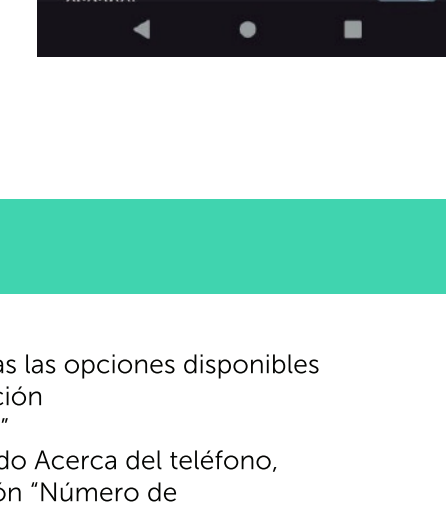 as las opciones disponibles
ción
”
do Acerca del teléfono,
ón “Número de